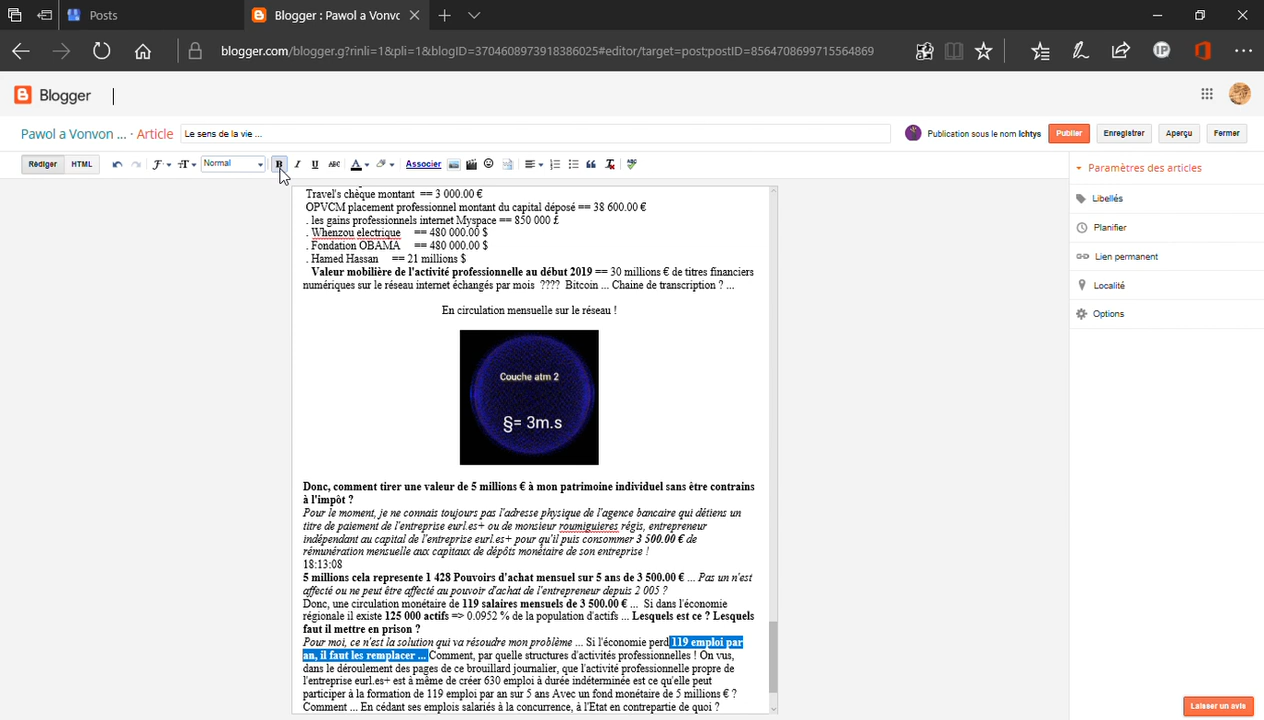 Posts
Blogger : Pawol a Vonvc
blogger.com/blogger.g?rinli=1&pli=1&blogID=3704608973918386025#editor/target=post;postID=8564708699715564869
Blogger
Pawol a Vonvon ... · Article Le sens de la vie ... Publication sous le nom Ichtys Publier Enregistrer Aperçu Fermer
Rédiger HTML Normal B I U ABC A Associer
Paramètres des articles
Libellés
Planifier
Lien permanent
Localité
Options
Travel's chèque montant == 3 000.00 €
OPVCM placement professionnel montant du capital déposé == 38 600.00 €
. les gains professionnels internet Myspace == 850 000 £
. Whenzou électrique == 480 000.00 $
. Fondation OBAMA == 480 000.00 $
. Hamed Hassan == 21 millions $
Valeur mobilière de l'activité professionnelle au début 2019 == 30 millions € de titres financiers
numériques sur le réseau internet échangés par mois ???? Bitcoin ... Chaine de transcription ? ...
En circulation mensuelle sur le réseau !
Couche atm 2
§= 3m.s
Donc, comment tirer une valeur de 5 millions € à mon patrimoine individuel sans être contrains
à l'impôt ?
Pour le moment, je ne connais toujours pas l'adresse physique de l'agence bancaire qui détiens un
titre de paiement de l'entreprise eurl.es+ ou de monsieur roumiguieres régis, entrepreneur
indépendant au capital de l'entreprise eurl.es+ pour qu'il puis consommer 3 500.00 € de
rémunération mensuelle aux capitaux de dépôts monétaire de son entreprise !
18:13:08
5 millions cela represente 1 428 Pouvoirs d'achat mensuel sur 5 ans de 3 500.00 € ... Pas un n'est
affecté ou ne peut être affecté au pouvoir d'achat de l'entrepreneur depuis 2 005 ?
Donc, une circulation monétaire de 119 salaires mensuels de 3 500.00 € ... Si dans l'économie
régionale il existe 125 000 actifs => 0.0952 % de la population d'actifs ... Lesquels est ce ? Lesquels
faut il mettre en prison ?
Pour moi, ce n'est la solution qui va résoudre mon problème ... Si l'économie perd 119 emploi par
an, il faut les remplacer ... Comment, par quelle structures d'activités professionnelles ! On vus,
dans le déroulement des pages de ce brouillard journalier, que l'activité professionnelle propre de
l'entreprise eurl.es+ est à même de créer 630 emploi à durée indéterminée est ce qu'elle peut
participer à la formation de 119 emploi par an sur 5 ans Avec un fond monétaire de 5 millions € ?
Comment ... En cédant ses emplois salariés à la concurrence, à l'Etat en contrepartie de quoi ?
Laisser un avis